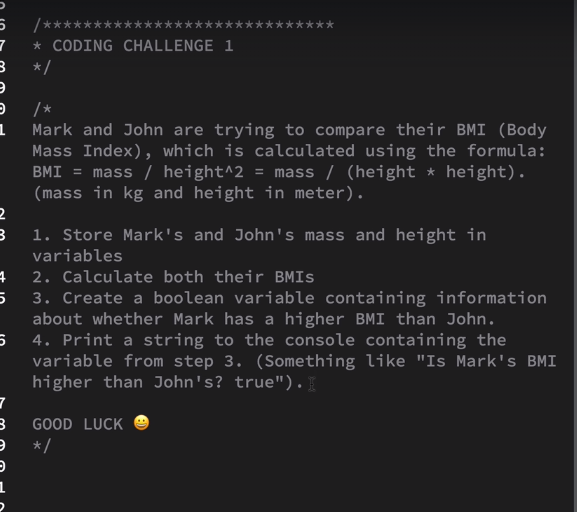 5
6 /*****************************
7 * CODING CHALLENGE 1
8 */
9
0 /*
1 Mark and John are trying to compare their BMI (Body
Mass Index), which is calculated using the formula:
BMI = mass / height^2 = mass / (height * height).
(mass in kg and height in meter).
2
3 1. Store Mark's and John's mass and height in
variables
4 2. Calculate both their BMIs
5 3. Create a boolean variable containing information
about whether Mark has a higher BMI than John.
6 4. Print a string to the console containing the
variable from step 3. (Something like "Is Mark's BMI
higher than John's? true").
7
8 GOOD LUCK 😀
9 */
0
1
2